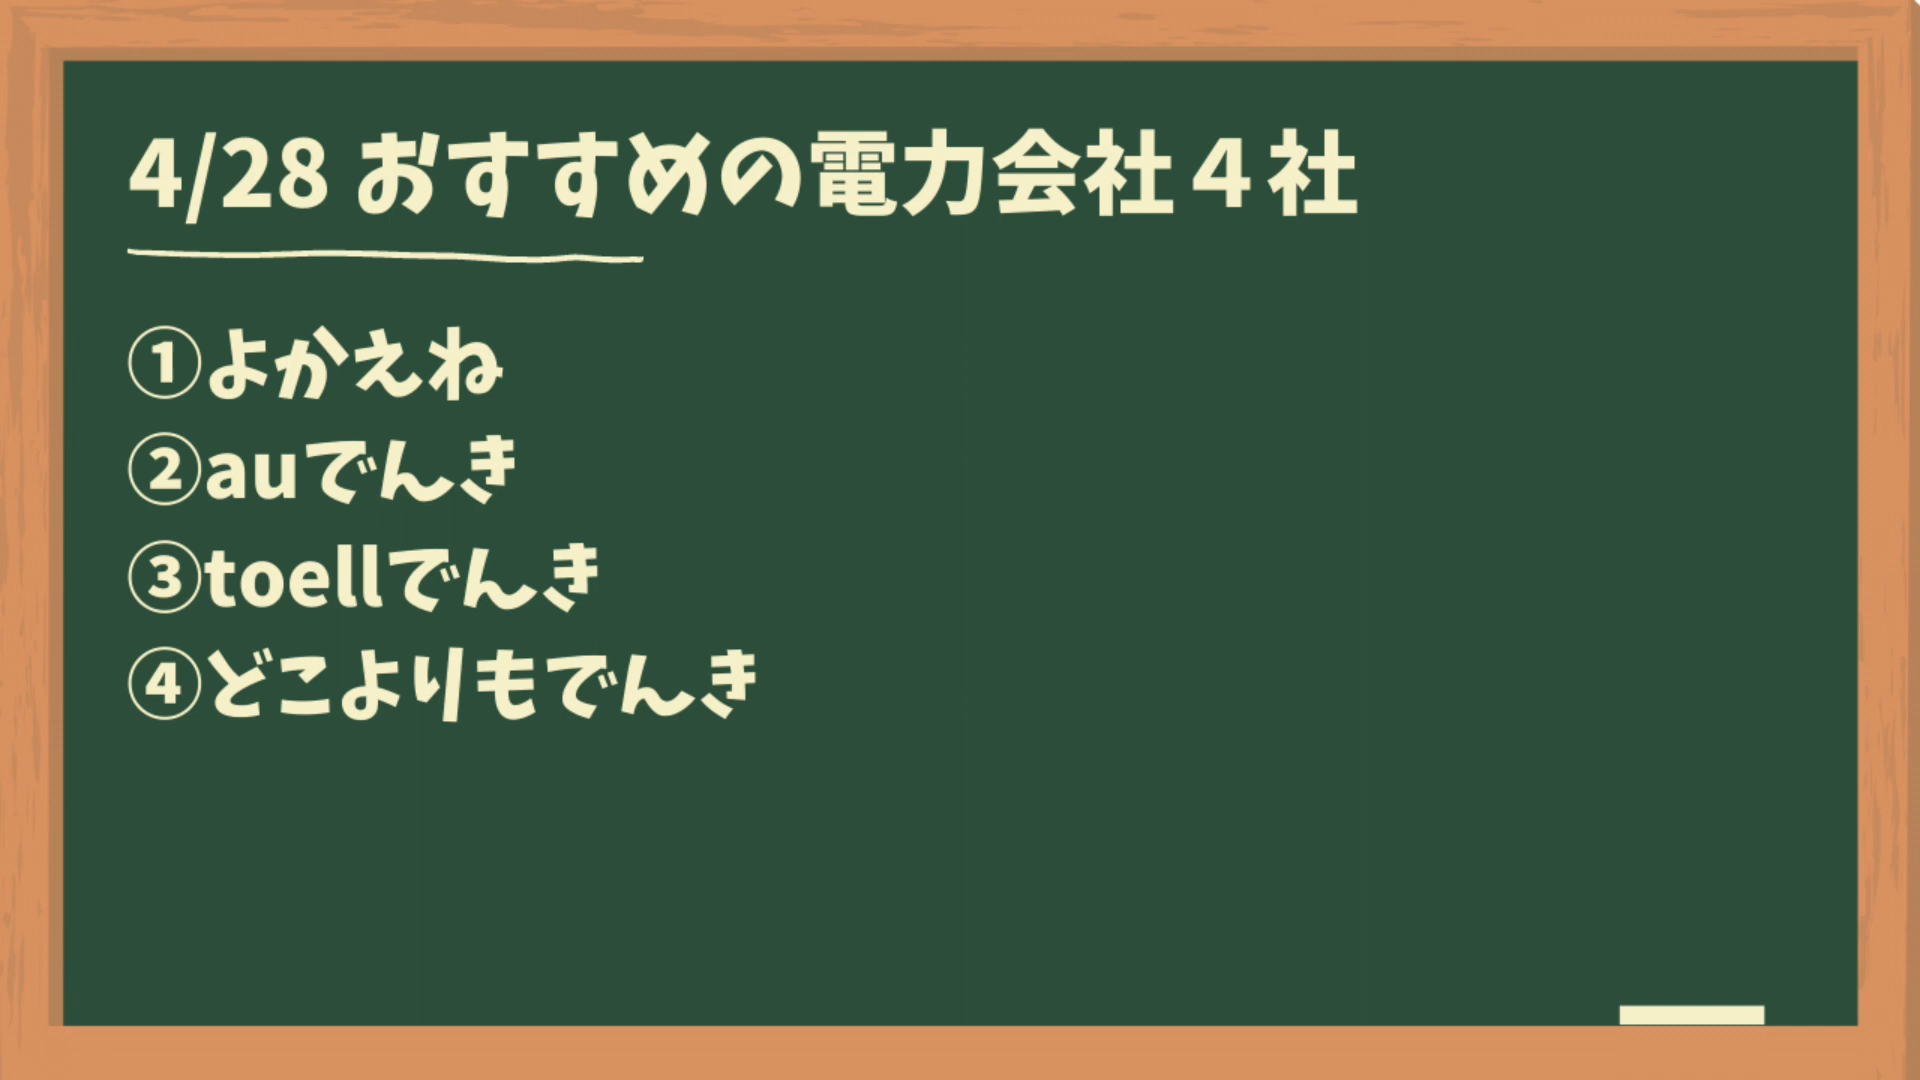 4/28 おすすめの電力会社４社
①よかえね
②auでんき
③toellでんき
④どこよりもでんき